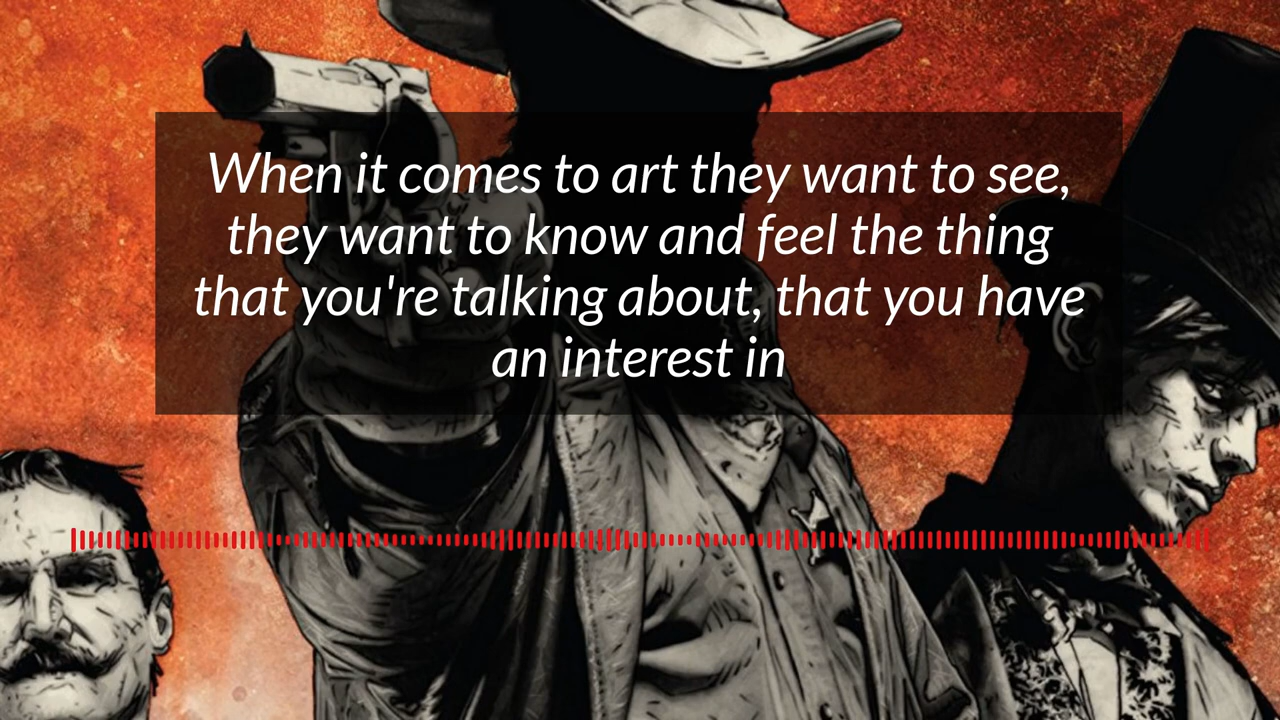 When it comes to art they want to see,
they want to know and feel the thing
that you're talking about, that you have
an interest in